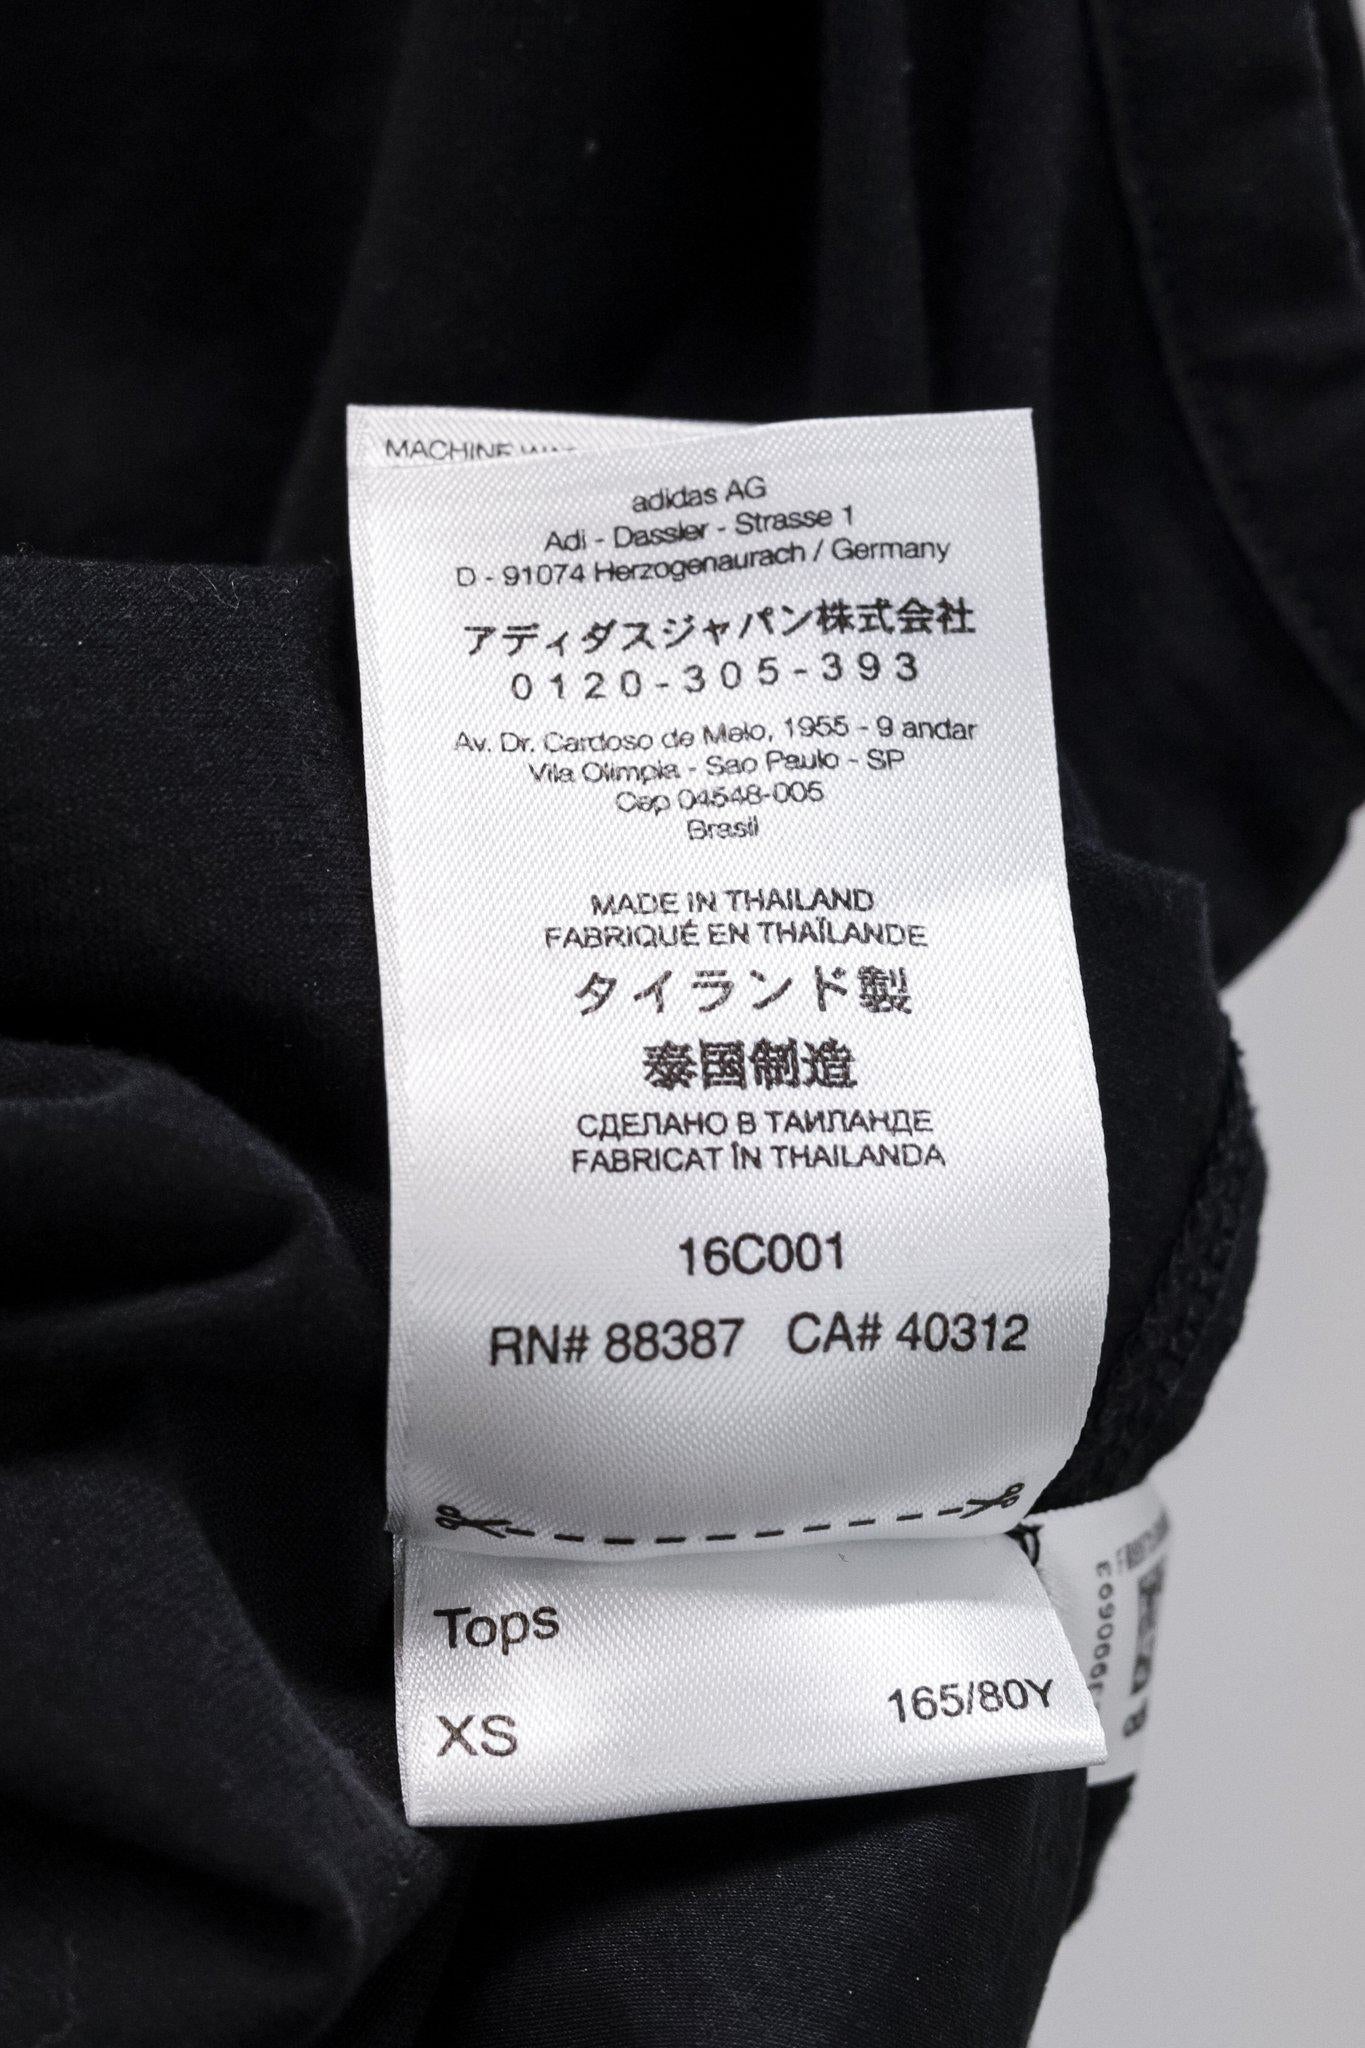 MACHINE
adidas AG
Adi - Dassler - Strasse 1
D - 91074 Herzogenaurach / Germany
アディダスジャパン株式会社
0120-305-393
Av. Dr. Cardoso de Melo, 1955 - 9 andar
Vila Olimpia - Sao Paulo - SP
Cep 04548-005
Brasil
MADE IN THAILAND
FABRIQUÉ EN THAÏLANDE
タイランド製
泰国制造
СДЕЛАНО В ТАИЛАНДЕ
FABRICAT ÎN THAILANDA
16C001
RN# 88387 CA# 40312
Tops
XS 165/80Y